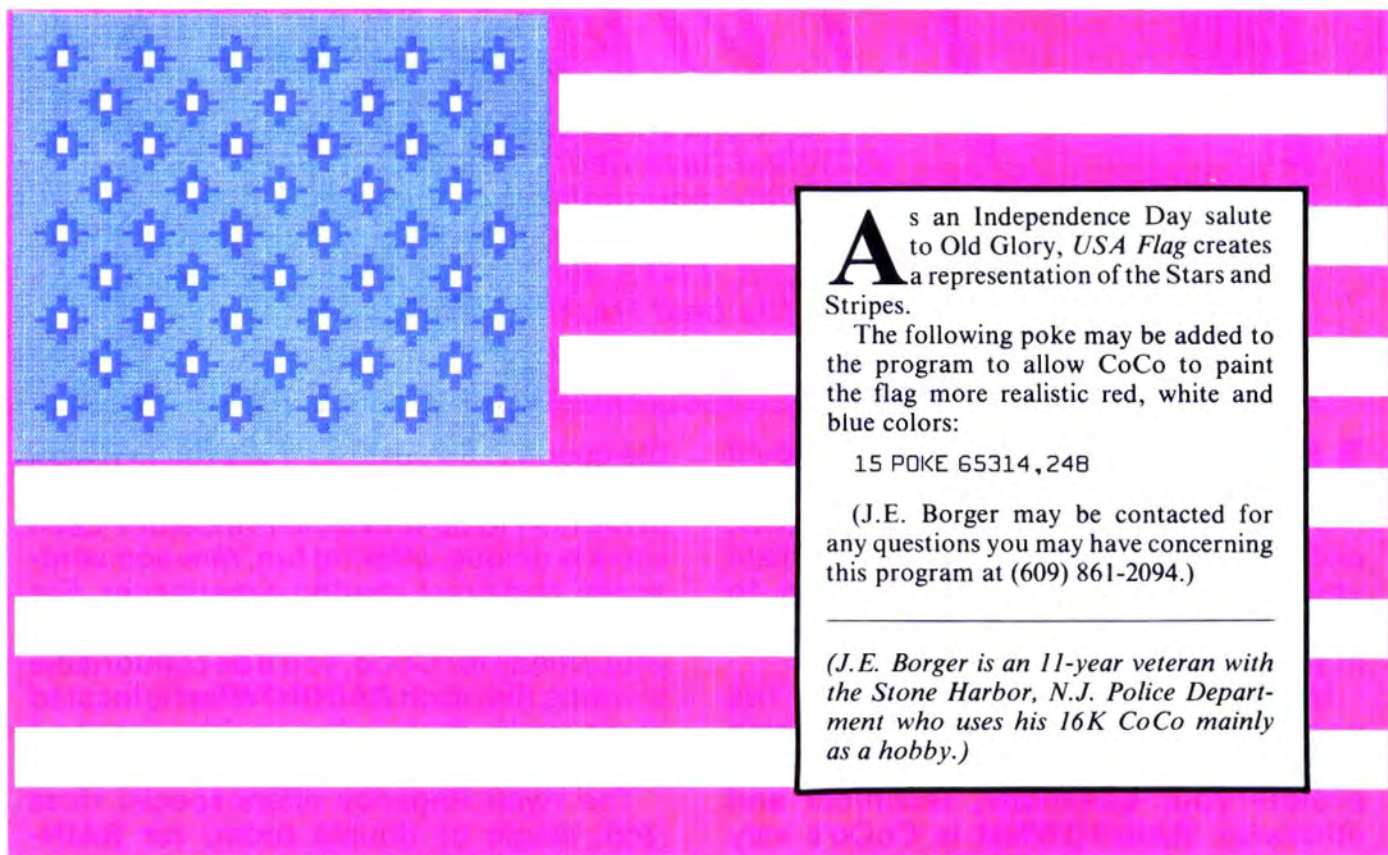 As an Independence Day salute
to Old Glory, USA Flag creates
a representation of the Stars and
Stripes.
The following poke may be added to
the program to allow CoCo to paint
the flag more realistic red, white and
blue colors:
15 POKE 65314,248
(J.E. Borger may be contacted for
any questions you may have concerning
this program at (609) 861-2094.)
(J.E. Borger is an 11-year veteran with
the Stone Harbor, N.J. Police Depart-
ment who uses his 16K CoCo mainly
as a hobby.)